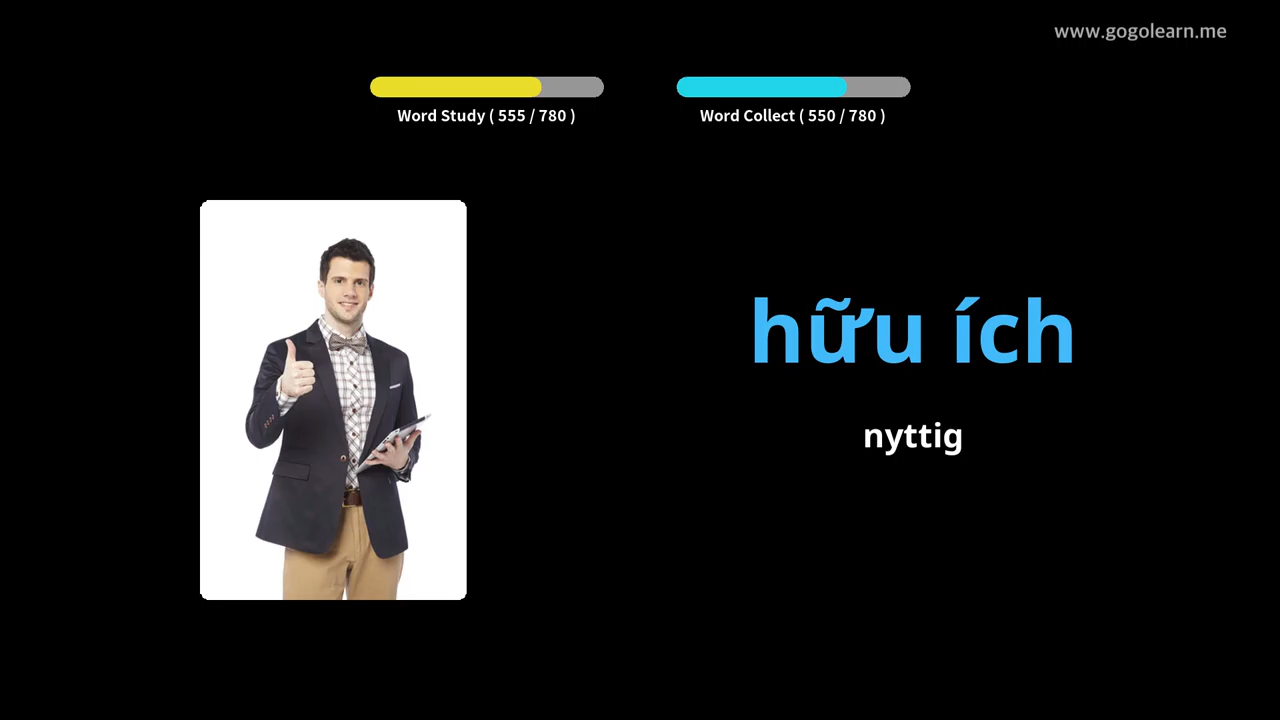 www.gogolearn.me
Word Study ( 555 / 780 )
Word Collect ( 550 / 780 )
hữu ích
nyttig